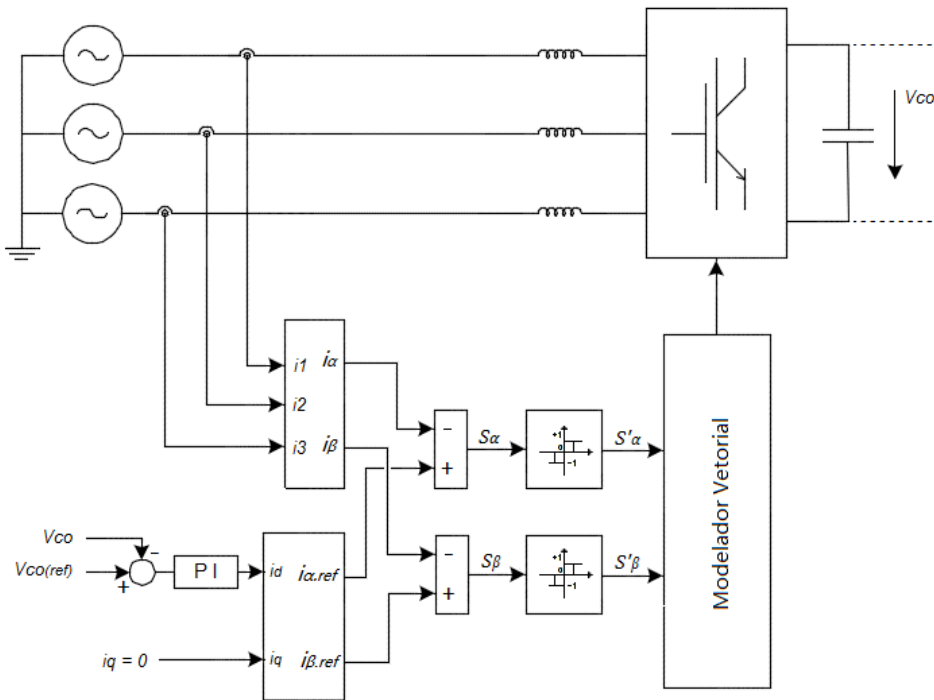 Vco
i1 iα
i2
i3 iβ
-
+
Sα
+1
0
-1
S'α
Vco
-
Vco(ref)
+
P I
id iα.ref
iq = 0
iq iβ.ref
-
+
Sβ
+1
0
-1
S'β
Modelador Vetorial